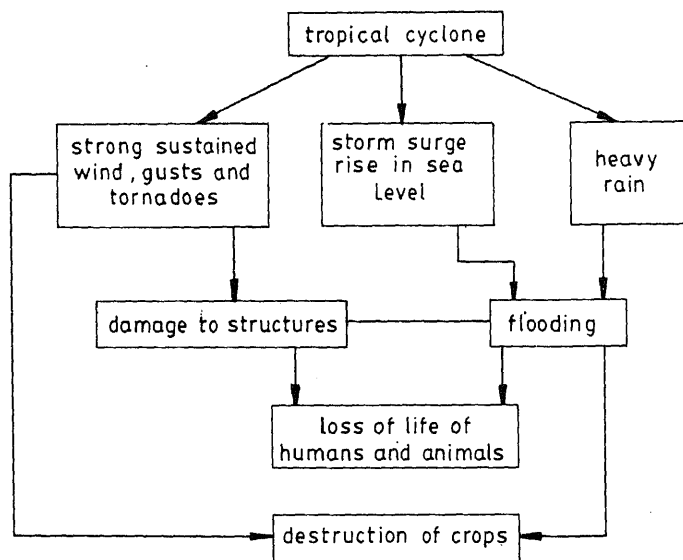 tropical cyclone
strong sustained
wind, gusts and
tornadoes
storm surge
rise in sea
Level
heavy
rain
damage to structures
flooding
loss of life of
humans and animals
destruction of crops